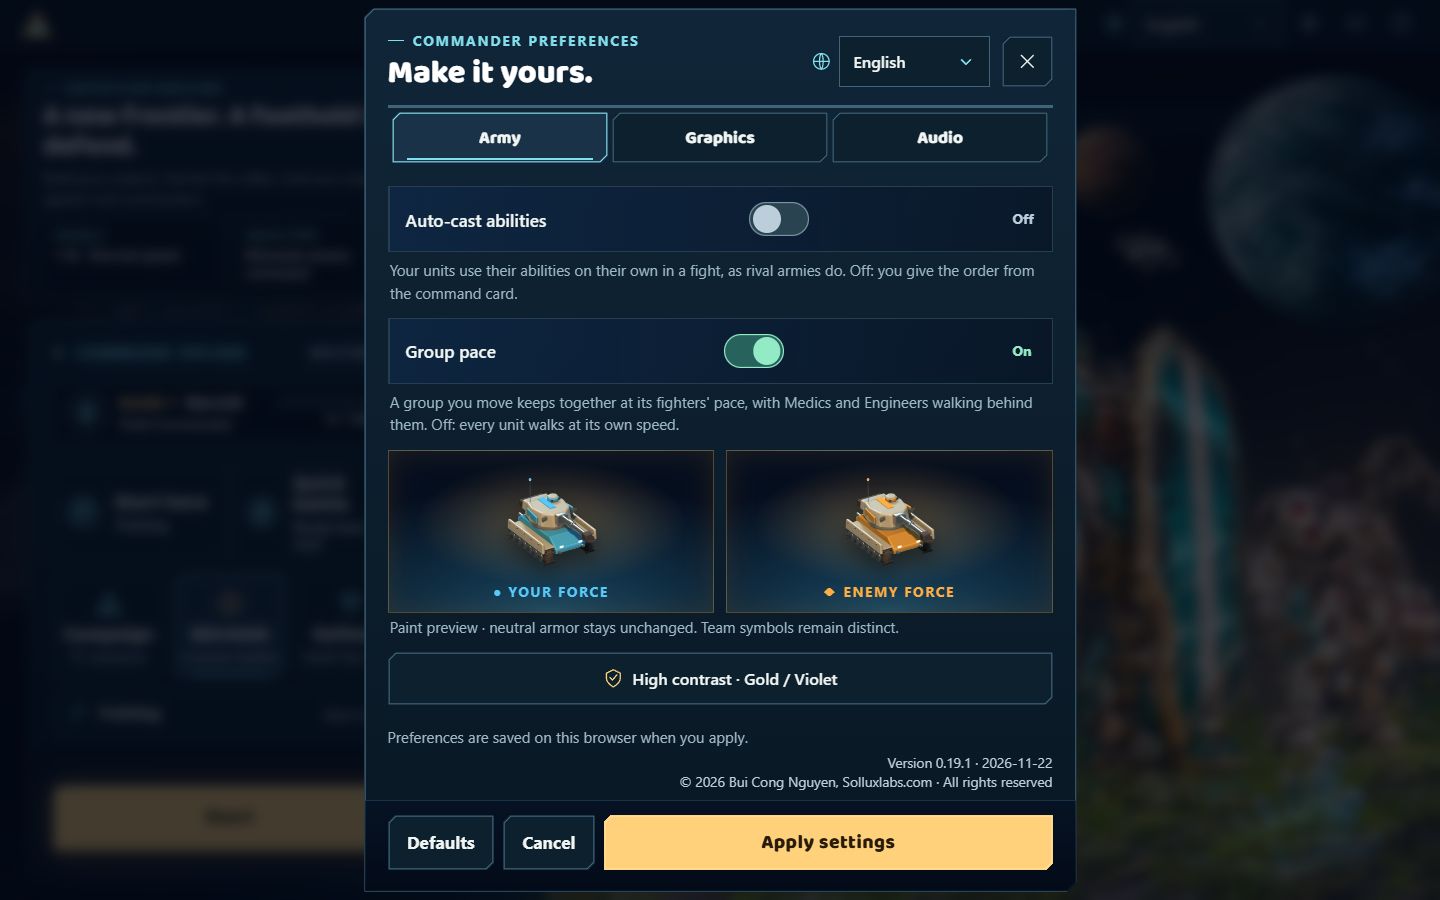 COMMANDER PREFERENCES
Make it yours.
English
Army
Graphics
Audio
Auto-cast abilities
Off
Your units use their abilities on their own in a fight, as rival armies do. Off: you give the order from
the command card.
Group pace
On
A group you move keeps together at its fighters' pace, with Medics and Engineers walking behind
them. Off: every unit walks at its own speed.
YOUR FORCE
ENEMY FORCE
Paint preview · neutral armor stays unchanged. Team symbols remain distinct.
High contrast · Gold / Violet
Preferences are saved on this browser when you apply.
Version 0.19.1 · 2026-11-22
© 2026 Bui Cong Nguyen, Solluxlabs.com · All rights reserved
Defaults
Cancel
Apply settings